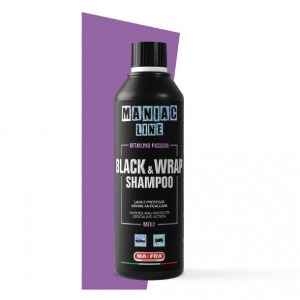 MANIAC
LINE
DETAILING PASSION
BLACK & WRAP
SHAMPOO
LAVA E PROTEGGE
AZIONE ANTICALCARE
WASHES AND PROTECTS
DESCALING ACTION
MA-FRA